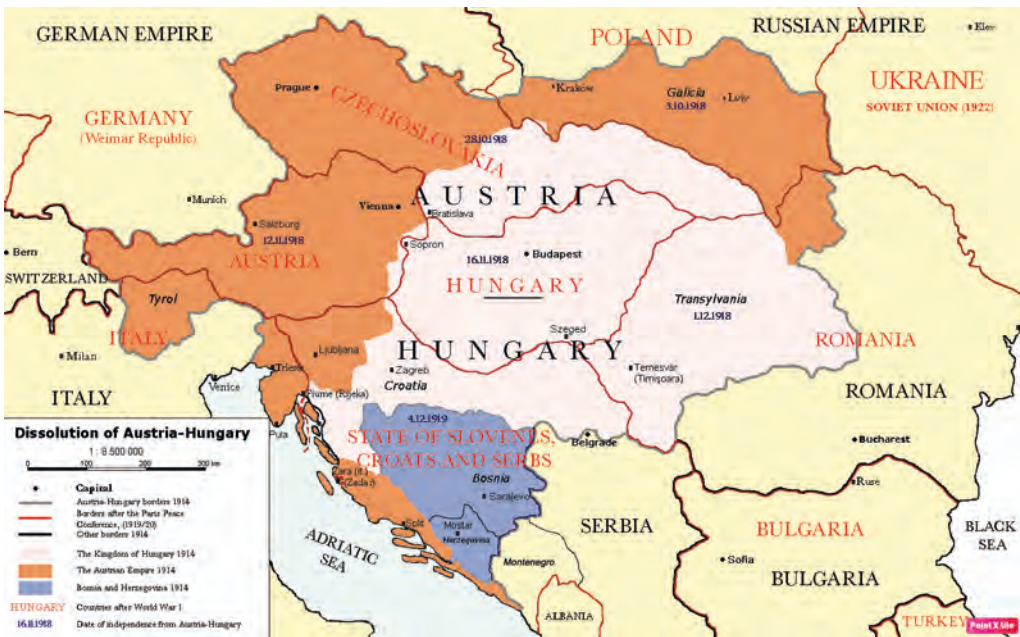 GERMAN EMPIRE
POLAND
RUSSIAN EMPIRE
Kiev
Prague
Kraków
Galicia
3.10.1918
Lviv
UKRAINE
SOVIET UNION (1922)
GERMANY
(Weimar Republic)
CZECHOSLOVAKIA
28.10.1918
AUSTRIA
Munich
Vienna
Bratislava
Salzburg
12.11.1918
AUSTRIA
Sopron
16.11.1918
Budapest
Bern
SWITZERLAND
HUNGARY
Tyrol
Transylvania
1.12.1918
ITALY
Milan
Ljubljana
Szeged
HUNGARY
ROMANIA
Trieste
Zagreb
Croatia
Temesvár
(Timişoara)
Venice
ITALY
Fiume (Rijeka)
ROMANIA
Pula
4.12.1919
STATE OF SLOVENES,
CROATS AND SERBS
Belgrade
Bucharest
Zara (it.)
Bosnia
Sarajevo
Ruse
Split
Mostar
Herzegovina
SERBIA
BULGARIA
BLACK
SEA
ADRIATIC
SEA
Montenegro
Sofia
BULGARIA
ALBANIA
TURKEY
Dissolution of Austria-Hungary
1 : 8 500 000
0 100 200 300 km
Capital
Austria-Hungary borders 1914
Borders after the Paris Peace
Conference, (1919/20)
Other borders 1914
The Kingdom of Hungary 1914
The Austrian Empire 1914
Bosnia and Herzegovina 1914
HUNGARY Countries after World War I
16.11.1918 Date of independence from Austria-Hungary
Paint X lite